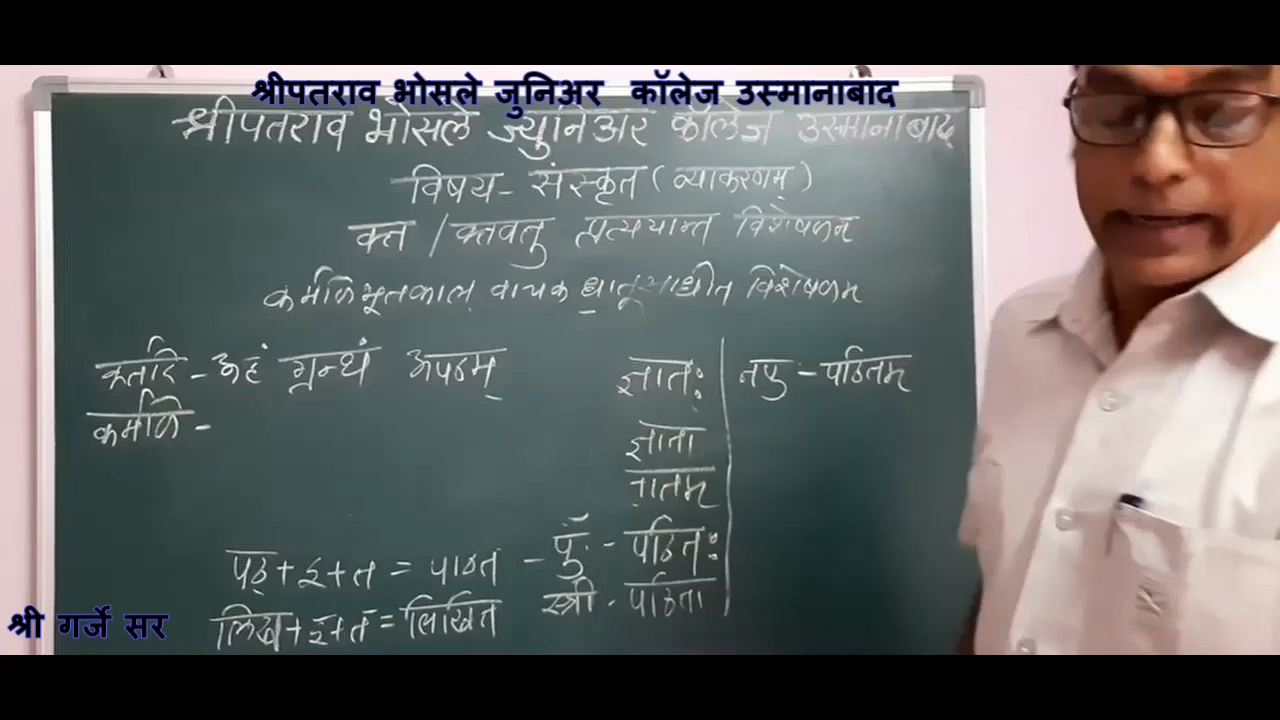 श्रीपतराव भोसले जुनिअर कॉलेज उस्मानाबाद
श्रीपतराव भोसले ज्युनिअर कॉलेज उस्मानाबाद
विषय - संस्कृत (व्याकरणम्)
क्त / क्तवतु प्रत्ययान्त विशेषणम्
कर्मणिभूतकाल वाचक धातूसाधीत विशेषणम्
कर्तरि - अहं ग्रन्थं अपठम्
कर्मणि -
ज्ञात:
ज्ञाता
ज्ञातम्
नपु - पठितम्
पठ् + इ + त = पठित - पुँ - पठित:
स्त्री - पठिता
लिख् + इ + त = लिखित
श्री गर्जे सर